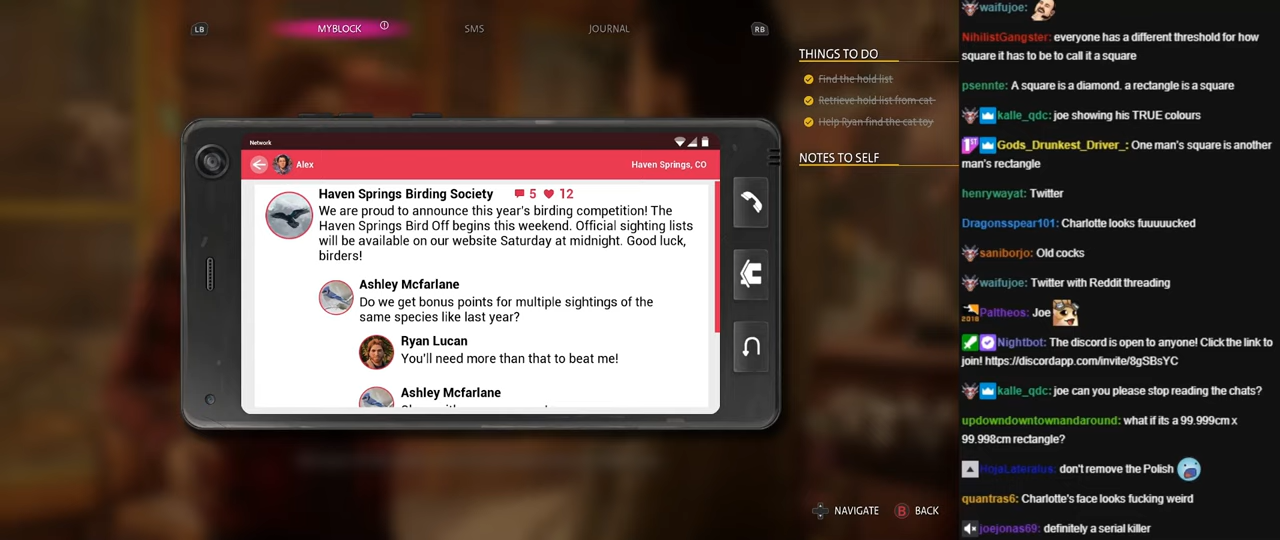 LB
MYBLOCK
SMS
JOURNAL
RB
THINGS TO DO
Find the hold list
Retrieve hold list from cat
Help Ryan find the cat toy
NOTES TO SELF
Network
Alex
Haven Springs, CO
Haven Springs Birding Society 5 12
We are proud to announce this year's birding competition! The
Haven Springs Bird Off begins this weekend. Official sighting lists
will be available on our website Saturday at midnight. Good luck,
birders!
Ashley Mcfarlane
Do we get bonus points for multiple sightings of the
same species like last year?
Ryan Lucan
You'll need more than that to beat me!
Ashley Mcfarlane
NAVIGATE
B BACK
waifujoe:
NihilistGangster: everyone has a different threshold for how
square it has to be to call it a square
psennte: A square is a diamond. a rectangle is a square
kalle_qdc: joe showing his TRUE colours
1ST Gods_Drunkest_Driver_: One man's square is another
man's rectangle
henrywayat: Twitter
Dragonsspear101: Charlotte looks fuuuuucked
saniborjo: Old cocks
waifujoe: Twitter with Reddit threading
2018 Paltheos: Joe
Nightbot: The discord is open to anyone! Click the link to
join! https://discordapp.com/invite/8gSBsYC
kalle_qdc: joe can you please stop reading the chats?
updowndowntownandaround: what if its a 99.999cm x
99.998cm rectangle?
HojaLateralus: don't remove the Polish
quantras6: Charlotte's face looks fucking weird
joejonas69: definitely a serial killer